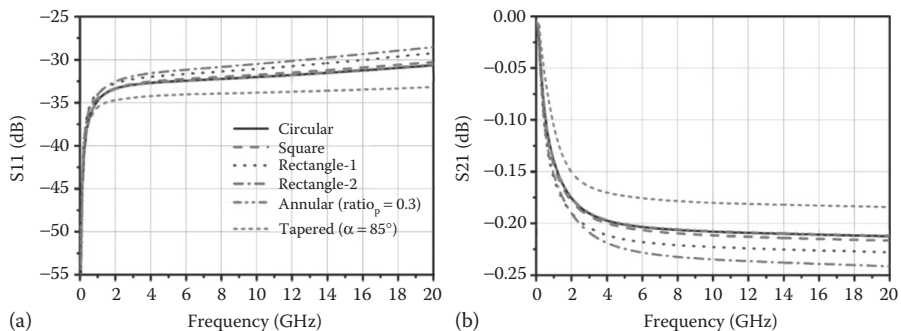 −25
−30
−35
−40
−45
−50
−55
S11 (dB)
Circular
Square
Rectangle-1
Rectangle-2
Annular (ratioₚ = 0.3)
Tapered (α = 85°)
0 2 4 6 8 10 12 14 16 18 20
(a) Frequency (GHz)
0.00
−0.05
−0.10
−0.15
−0.20
−0.25
S21 (dB)
0 2 4 6 8 10 12 14 16 18 20
(b) Frequency (GHz)